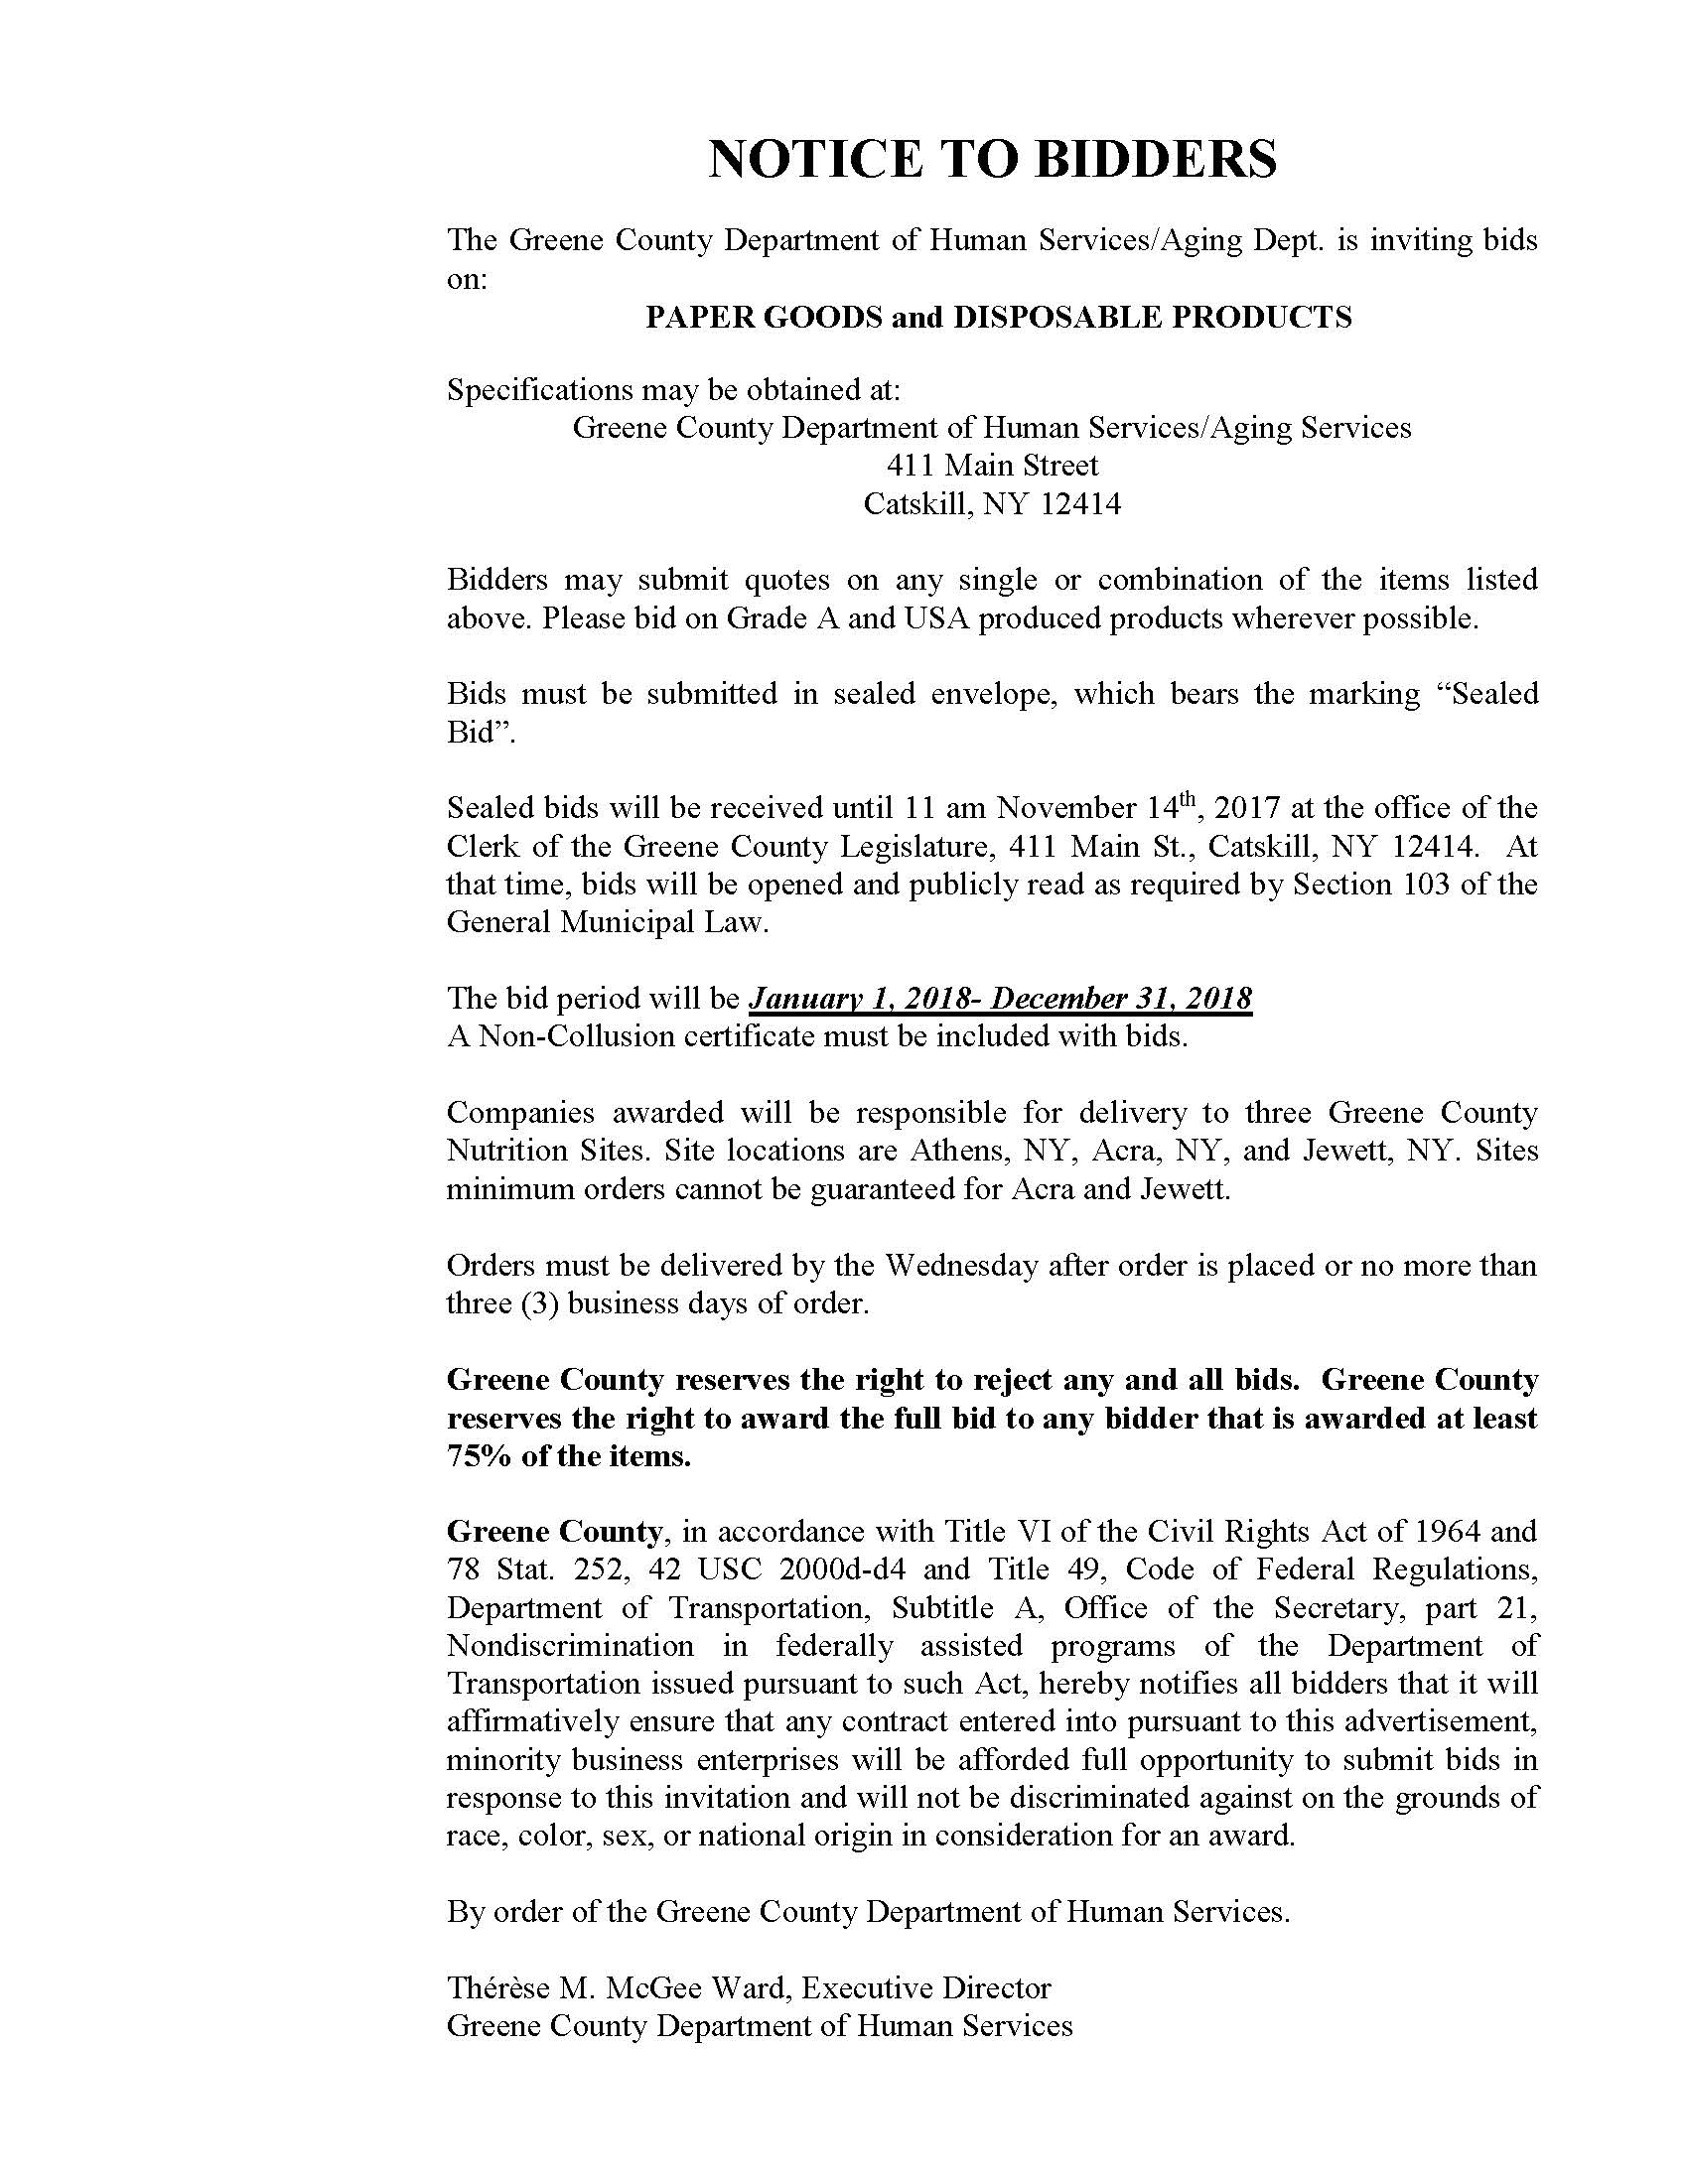 NOTICE TO BIDDERS
The Greene County Department of Human Services/Aging Dept. is inviting bids
on:
PAPER GOODS and DISPOSABLE PRODUCTS
Specifications may be obtained at:
Greene County Department of Human Services/Aging Services
411 Main Street
Catskill, NY 12414
Bidders may submit quotes on any single or combination of the items listed
above. Please bid on Grade A and USA produced products wherever possible.
Bids must be submitted in sealed envelope, which bears the marking “Sealed
Bid”.
Sealed bids will be received until 11 am November 14th, 2017 at the office of the
Clerk of the Greene County Legislature, 411 Main St., Catskill, NY 12414. At
that time, bids will be opened and publicly read as required by Section 103 of the
General Municipal Law.
The bid period will be January 1, 2018- December 31, 2018
A Non-Collusion certificate must be included with bids.
Companies awarded will be responsible for delivery to three Greene County
Nutrition Sites. Site locations are Athens, NY, Acra, NY, and Jewett, NY. Sites
minimum orders cannot be guaranteed for Acra and Jewett.
Orders must be delivered by the Wednesday after order is placed or no more than
three (3) business days of order.
Greene County reserves the right to reject any and all bids. Greene County
reserves the right to award the full bid to any bidder that is awarded at least
75% of the items.
Greene County, in accordance with Title VI of the Civil Rights Act of 1964 and
78 Stat. 252, 42 USC 2000d-d4 and Title 49, Code of Federal Regulations,
Department of Transportation, Subtitle A, Office of the Secretary, part 21,
Nondiscrimination in federally assisted programs of the Department of
Transportation issued pursuant to such Act, hereby notifies all bidders that it will
affirmatively ensure that any contract entered into pursuant to this advertisement,
minority business enterprises will be afforded full opportunity to submit bids in
response to this invitation and will not be discriminated against on the grounds of
race, color, sex, or national origin in consideration for an award.
By order of the Greene County Department of Human Services.
Thérèse M. McGee Ward, Executive Director
Greene County Department of Human Services